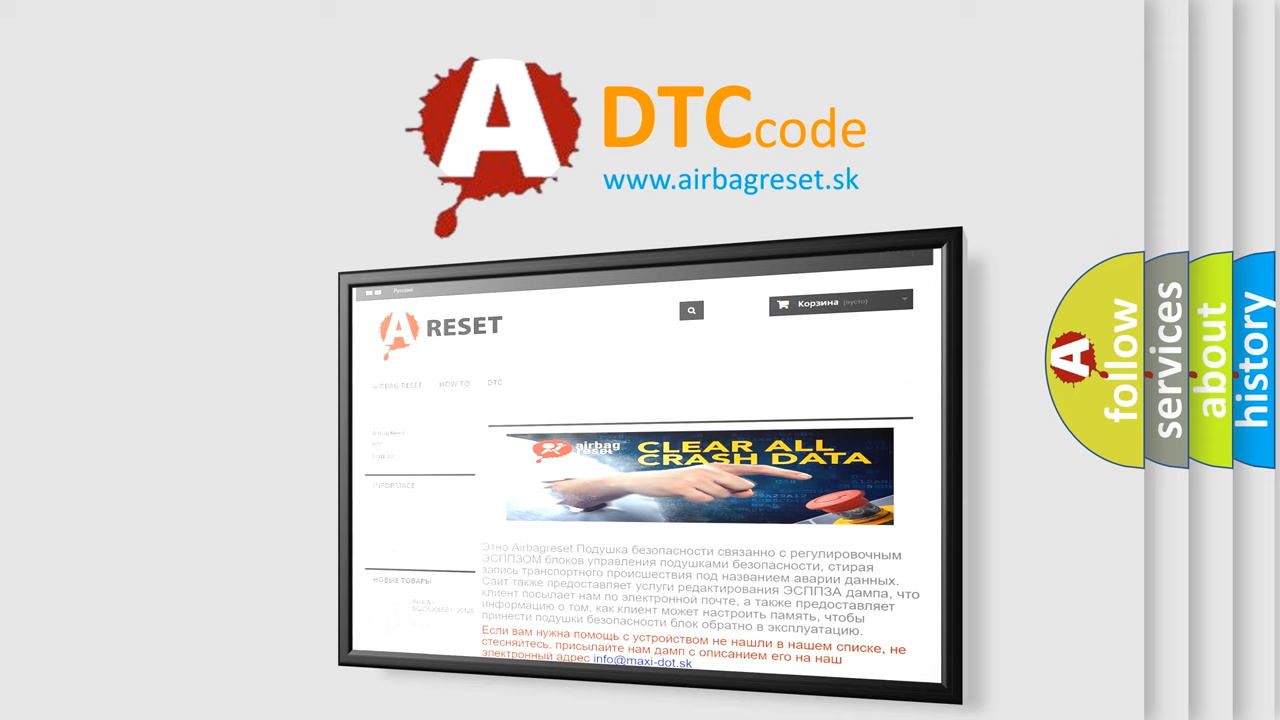 A
DTC code
www.airbagreset.sk
Русский
Корзина (пусто)
A RESET
AIRBAG RESET HOW TO DTC
INFORMACE
НОВЫЕ ТОВАРЫ
airbag
reset
CLEAR ALL
CRASH DATA
Этно Airbagreset Подушка безопасности связанно с регулировочным
ЭСППЗОМ блоков управления подушками безопасности, стирая
запись транспортного происшествия под названием аварии данных.
Сайт также предоставляет услуги редактирования ЭСППЗА дампа, что
клиент посылает нам по электронной почте, а также предоставляет
информацию о том, как клиент может настроить память, чтобы
принести подушки безопасности блок обратно в эксплуатацию.
Если вам нужна помощь с устройством не нашли в нашем списке, не
стесняйтесь, присылайте нам дамп с описанием его на наш
электронный адрес info@maxi-dot.sk
A
follow
services
about
history